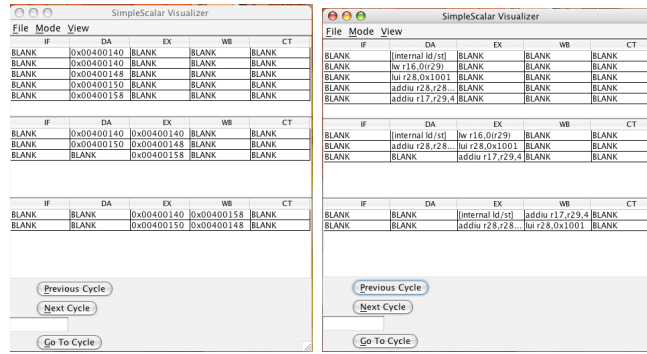 SimpleScalar Visualizer
File Mode View
IF DA EX WB CT
BLANK 0x00400140 BLANK BLANK BLANK
BLANK 0x00400140 BLANK BLANK BLANK
BLANK 0x00400148 BLANK BLANK BLANK
BLANK 0x00400150 BLANK BLANK BLANK
BLANK 0x00400158 BLANK BLANK BLANK
IF DA EX WB CT
BLANK 0x00400140 0x00400140 BLANK BLANK
BLANK 0x00400150 0x00400148 BLANK BLANK
BLANK BLANK 0x00400158 BLANK BLANK
IF DA EX WB CT
BLANK BLANK 0x00400140 0x00400158 BLANK
BLANK BLANK 0x00400150 0x00400148 BLANK
Previous Cycle
Next Cycle
Go To Cycle
SimpleScalar Visualizer
File Mode View
IF DA EX WB CT
BLANK [internal ld/st] BLANK BLANK BLANK
BLANK lw r16,0(r29) BLANK BLANK BLANK
BLANK lui r28,0x1001 BLANK BLANK BLANK
BLANK addiu r28,r28... BLANK BLANK BLANK
BLANK addiu r17,r29,4 BLANK BLANK BLANK
IF DA EX WB CT
BLANK [internal ld/st] lw r16,0(r29) BLANK BLANK
BLANK addiu r28,r28... lui r28,0x1001 BLANK BLANK
BLANK BLANK addiu r17,r29,4 BLANK BLANK
IF DA EX WB CT
BLANK BLANK [internal ld/st] addiu r17,r29,4 BLANK
BLANK BLANK addiu r28,r28... lui r28,0x1001 BLANK
Previous Cycle
Next Cycle
Go To Cycle